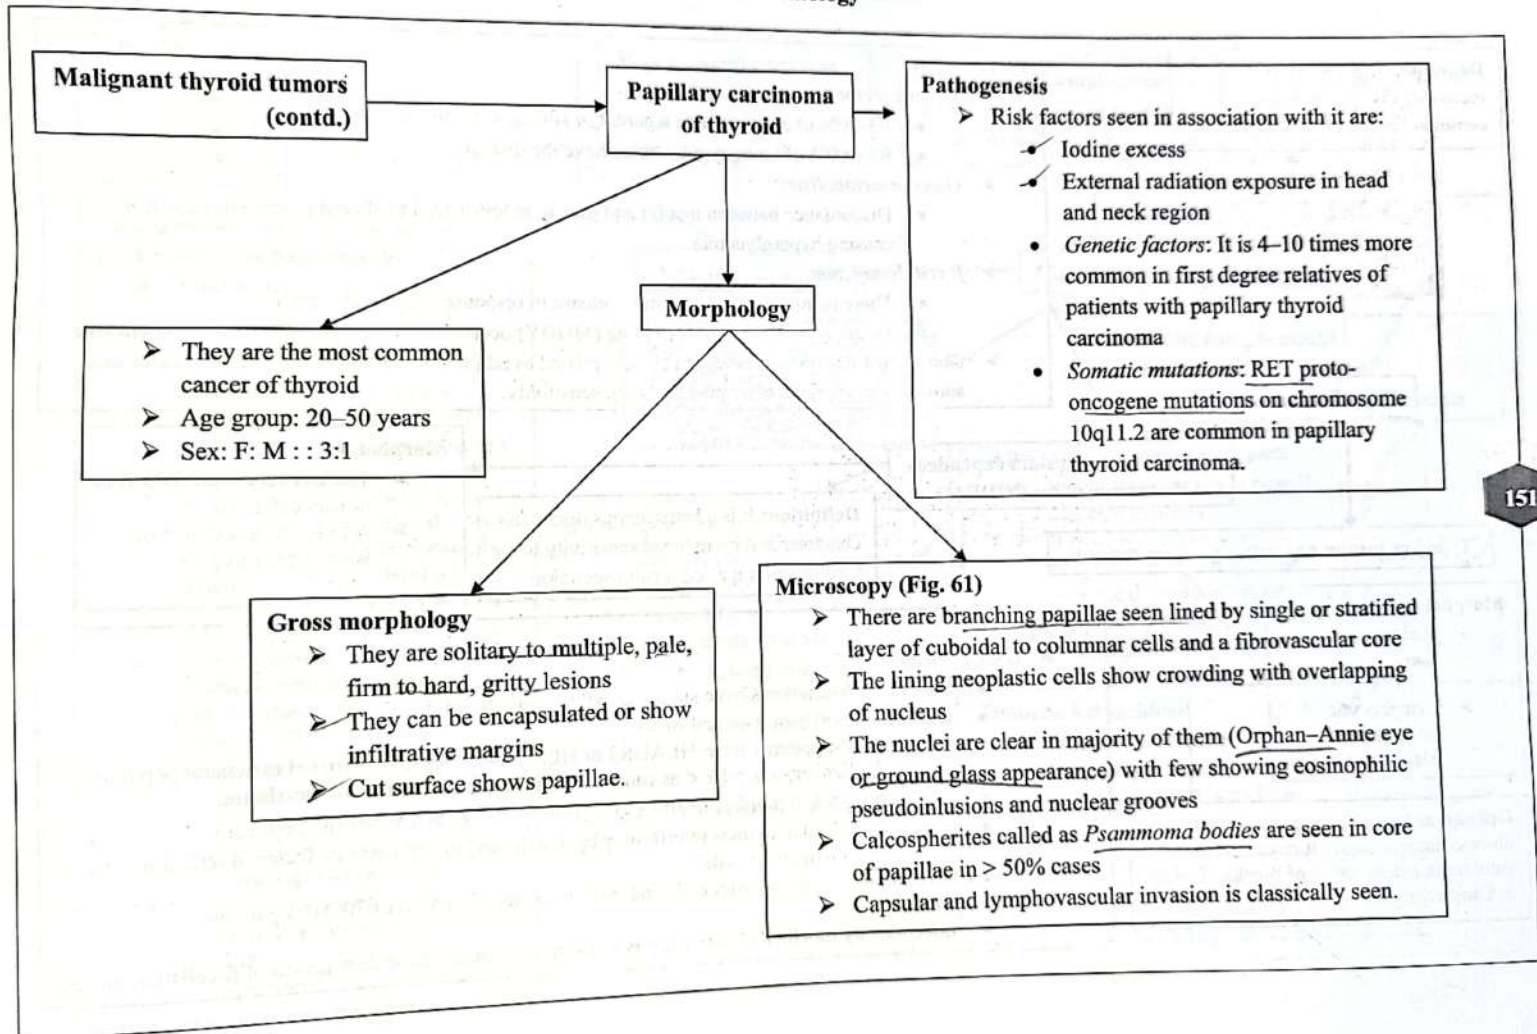 Malignant thyroid tumors
(contd.)
Papillary carcinoma
of thyroid
Pathogenesis
➤ Risk factors seen in association with it are:
• Iodine excess
• External radiation exposure in head
and neck region
• Genetic factors: It is 4–10 times more
common in first degree relatives of
patients with papillary thyroid
carcinoma
• Somatic mutations: RET proto-
oncogene mutations on chromosome
10q11.2 are common in papillary
thyroid carcinoma.
Morphology
➤ They are the most common
cancer of thyroid
➤ Age group: 20–50 years
➤ Sex: F: M : : 3:1
151
Gross morphology
➤ They are solitary to multiple, pale,
firm to hard, gritty lesions
➤ They can be encapsulated or show
infiltrative margins
➤ Cut surface shows papillae.
Microscopy (Fig. 61)
➤ There are branching papillae seen lined by single or stratified
layer of cuboidal to columnar cells and a fibrovascular core
➤ The lining neoplastic cells show crowding with overlapping
of nucleus
➤ The nuclei are clear in majority of them (Orphan–Annie eye
or ground glass appearance) with few showing eosinophilic
pseudoinlusions and nuclear grooves
➤ Calcospherites called as Psammoma bodies are seen in core
of papillae in > 50% cases
➤ Capsular and lymphovascular invasion is classically seen.